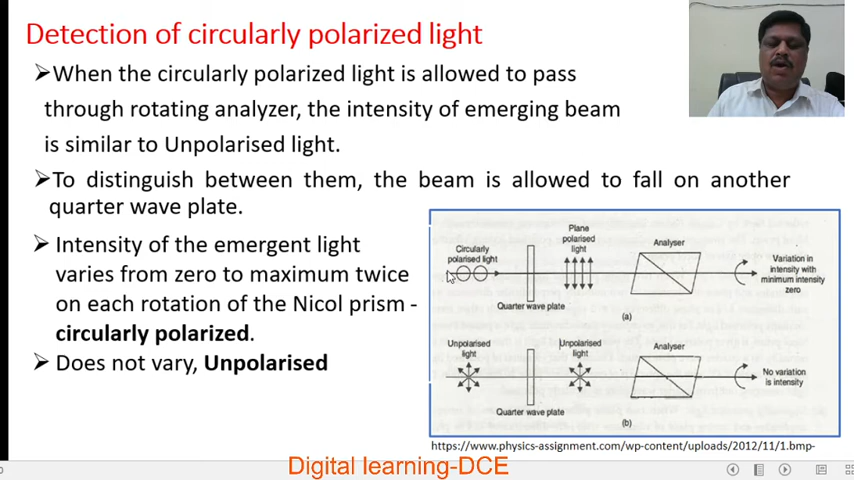 Detection of circularly polarized light
➢When the circularly polarized light is allowed to pass
through rotating analyzer, the intensity of emerging beam
is similar to Unpolarised light.
➢To distinguish between them, the beam is allowed to fall on another
quarter wave plate.
➢ Intensity of the emergent light
varies from zero to maximum twice
on each rotation of the Nicol prism -
circularly polarized.
➢ Does not vary, Unpolarised
Circularly
polarised light
Quarter wave plate
Plane
polarised
light
Analyser
Variation in
intensity with
minimum intensity
zero
(a)
Unpolarised
light
Quarter wave plate
Unpolarised
light
Analyser
No variation
is intensity
(b)
https://www.physics-assignment.com/wp-content/uploads/2012/11/1.bmp-
Digital learning-DCE